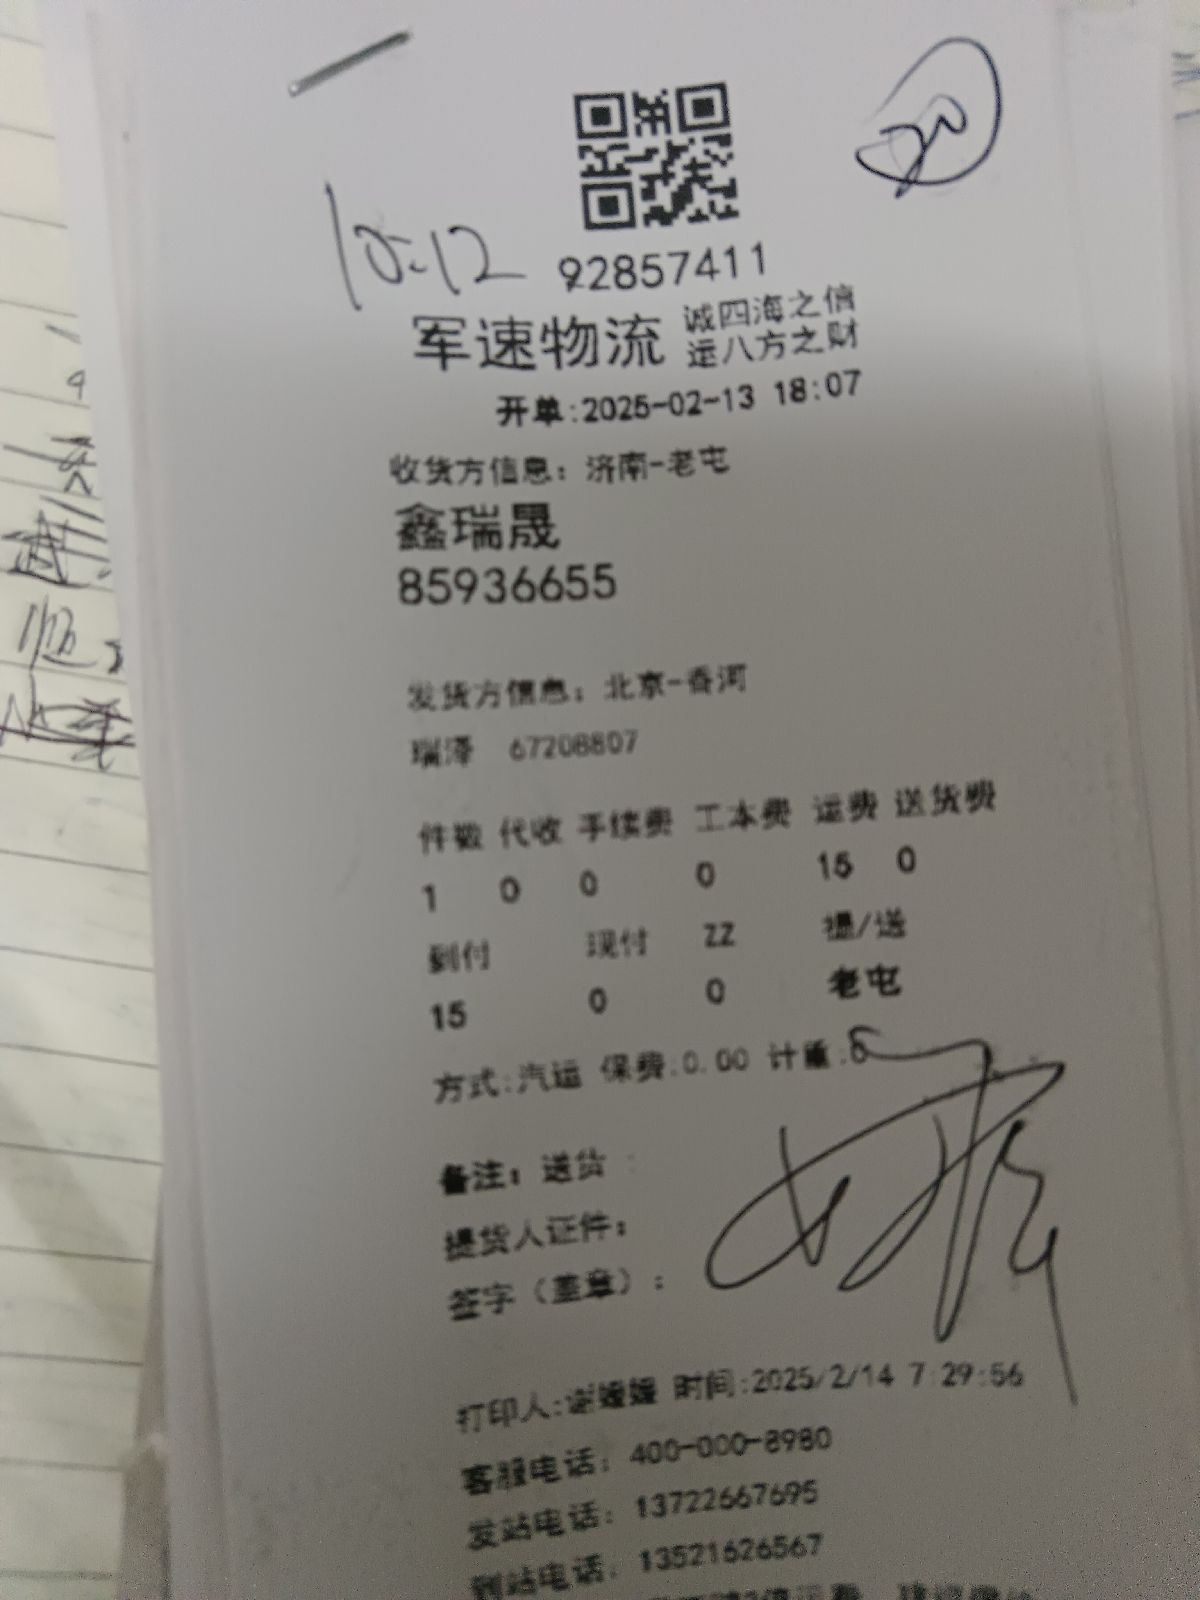 10:12
92857411
军速物流 诚四海之信
运八方之财
开单:2025-02-13 18:07
收货方信息：济南-老屯
鑫瑞晟
85936655
发货方信息：北京-香河
瑞泽 67208807
件数 代收 手续费 工本费 运费 送货费
1 0 0 0 15 0
到付 现付 ZZ 提/送
15 0 0 老屯
方式:汽运 保费:0.00 计重:
备注：送货
提货人证件：
签字（盖章）：
打印人:谢媛媛 时间:2025/2/14 7:29:56
客服电话：400-000-8980
发站电话：13722667695
到站电话：13521626567